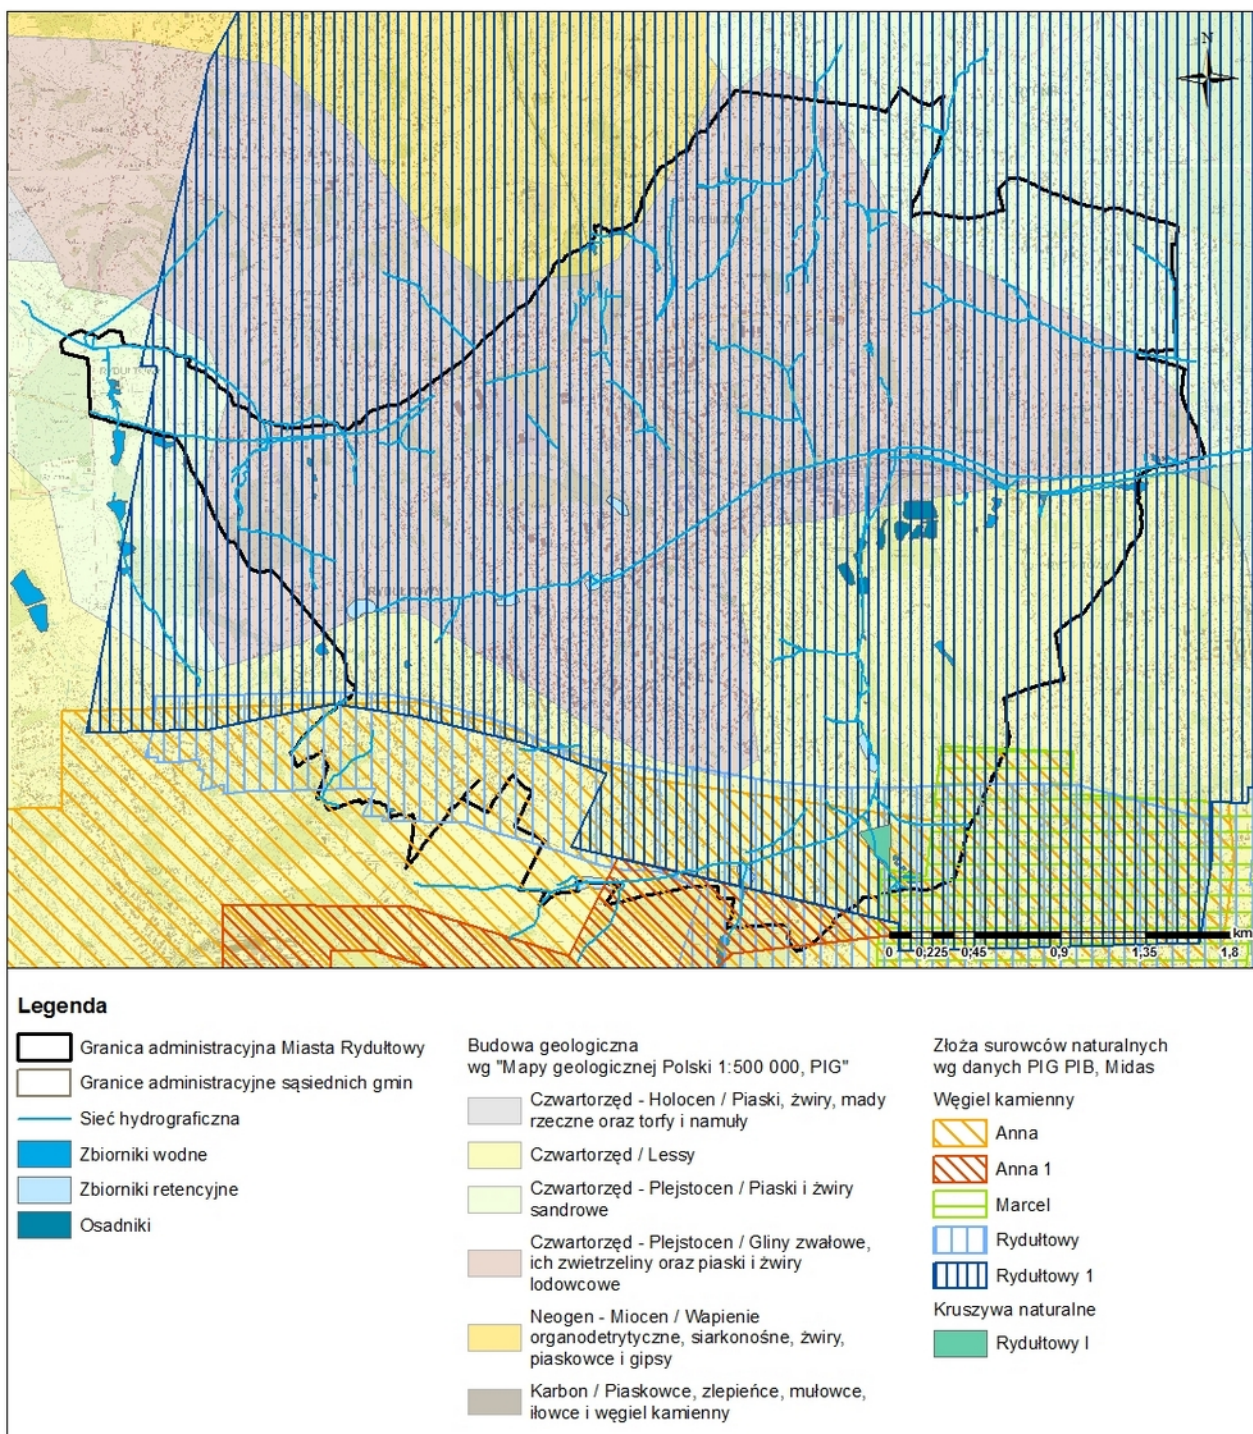 N
RYDUŁTOWY
RYDUŁTOWY
0 0,225 0,45 0,9 1,35 1,8
km
Legenda
Granica administracyjna Miasta Rydułtowy
Granice administracyjne sąsiednich gmin
Sieć hydrograficzna
Zbiorniki wodne
Zbiorniki retencyjne
Osadniki
Budowa geologiczna
wg "Mapy geologicznej Polski 1:500 000, PIG"
Czwartorzęd - Holocen / Piaski, żwiry, mady
rzeczne oraz torfy i namuły
Czwartorzęd / Lessy
Czwartorzęd - Plejstocen / Piaski i żwiry
sandrowe
Czwartorzęd - Plejstocen / Gliny zwałowe,
ich zwietrzeliny oraz piaski i żwiry
lodowcowe
Neogen - Miocen / Wapienie
organodetrytyczne, siarkonośne, żwiry,
piaskowce i gipsy
Karbon / Piaskowce, zlepieńce, mułowce,
iłowce i węgiel kamienny
Złoża surowców naturalnych
wg danych PIG PIB, Midas
Węgiel kamienny
Anna
Anna 1
Marcel
Rydułtowy
Rydułtowy 1
Kruszywa naturalne
Rydułtowy I